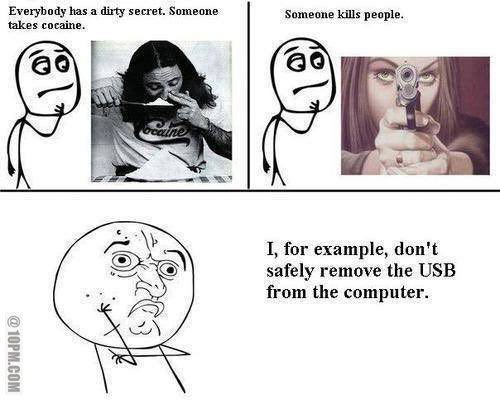 Everybody has a dirty secret. Someone
takes cocaine.
Someone kills people.
Cocaine
I, for example, don't
safely remove the USB
from the computer.
@ 10PM.COM